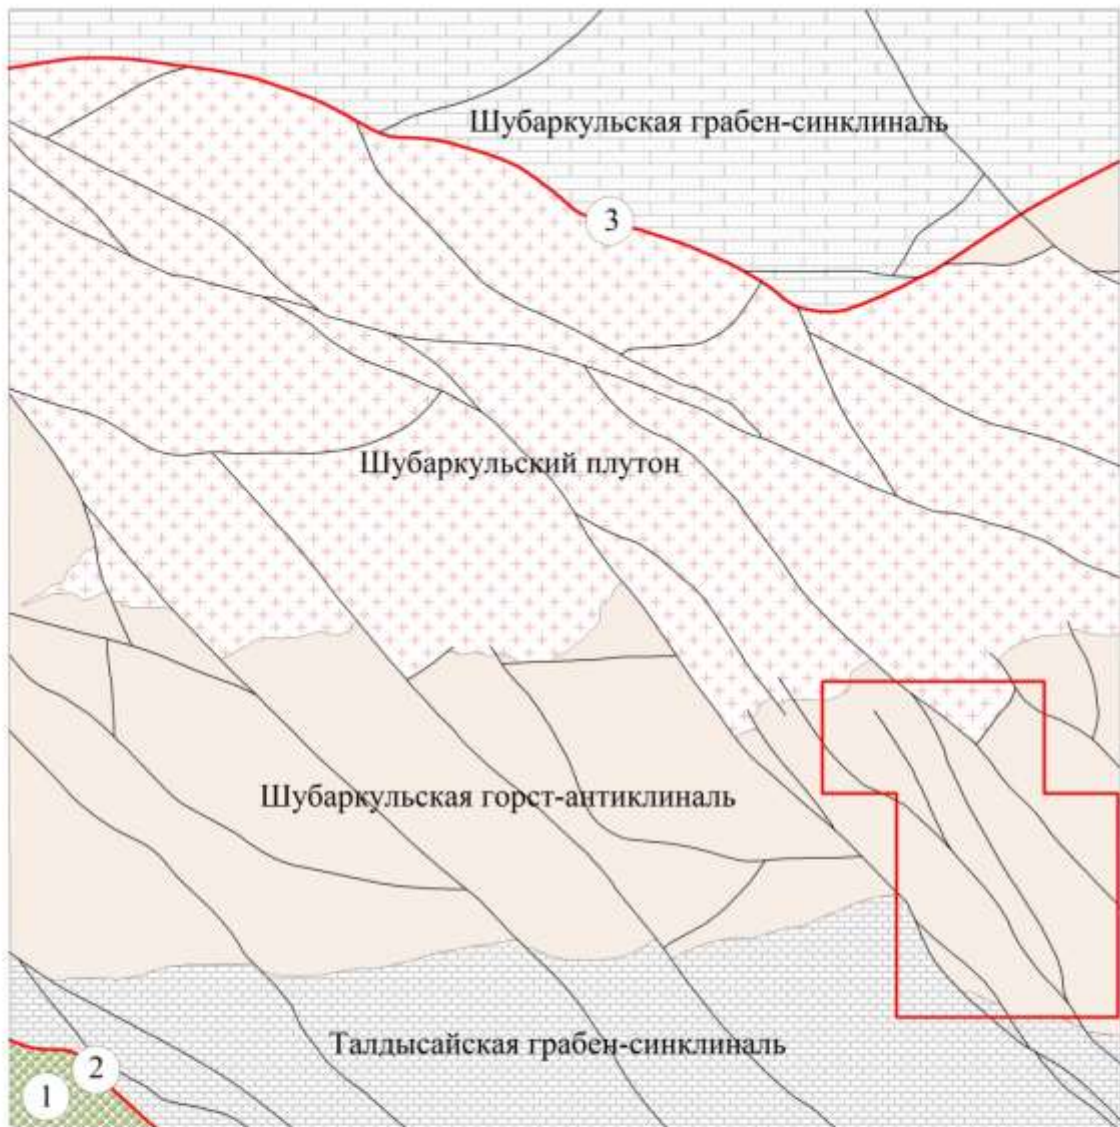 Шубаркульская грабен-синклиналь
3
Шубаркульский плутон
Шубаркульская горст-антиклиналь
Талдысайская грабен-синклиналь
2
1